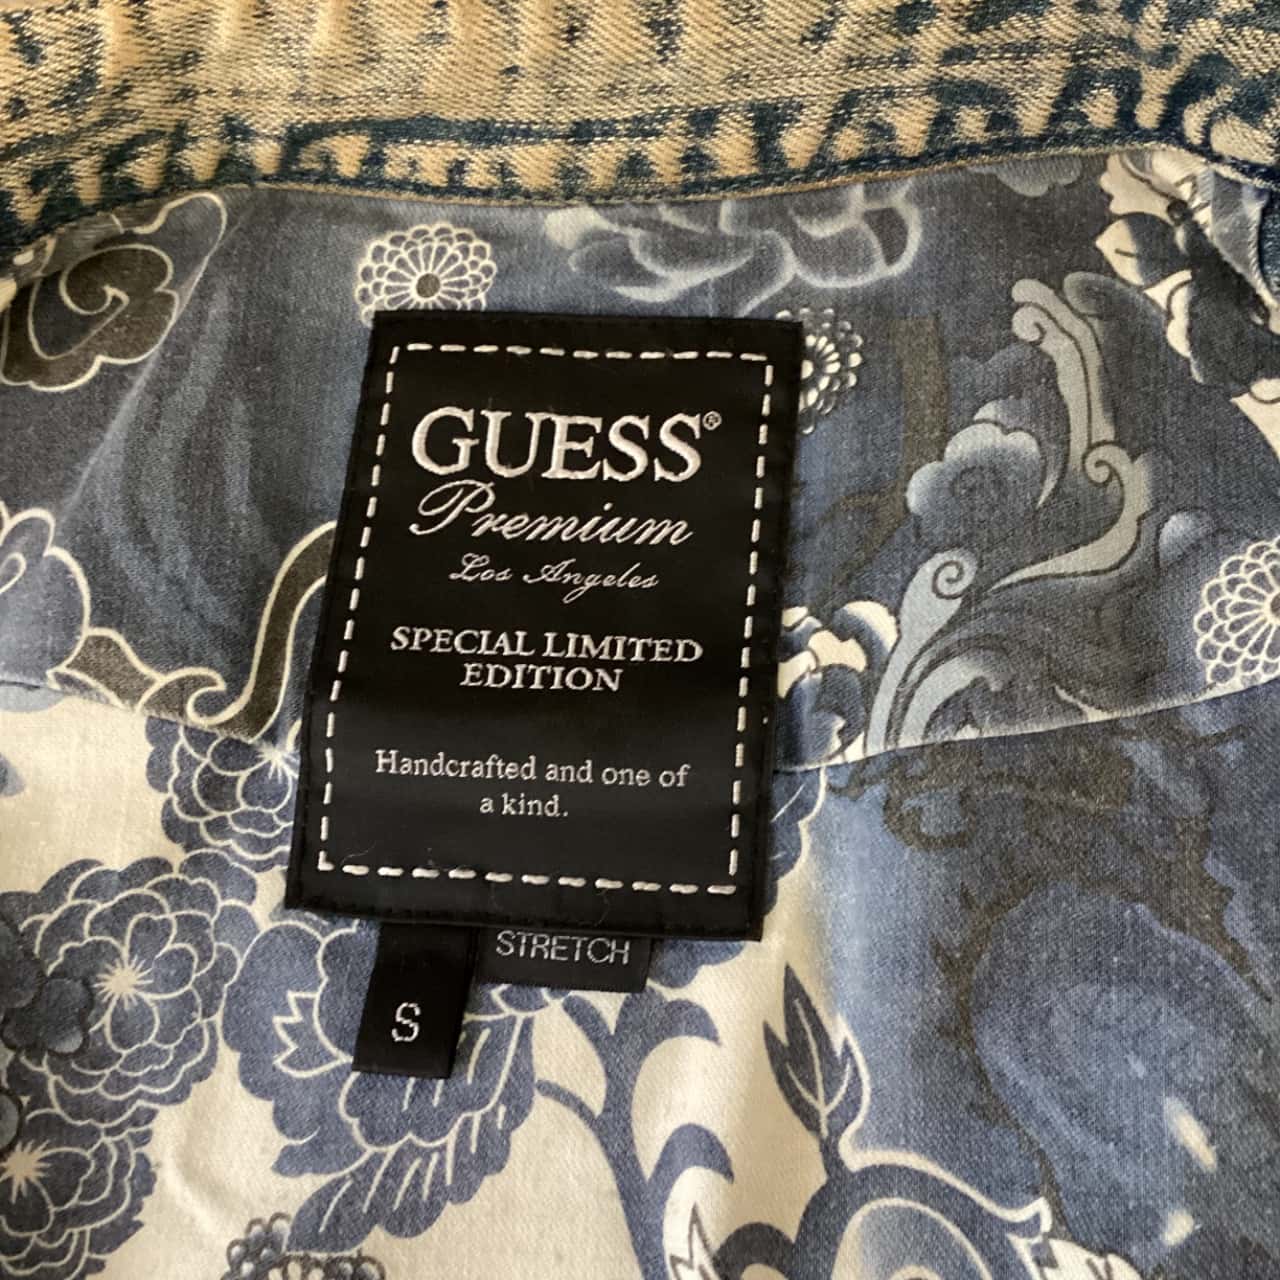 GUESS®
Premium
Los Angeles
SPECIAL LIMITED
EDITION
Handcrafted and one of
a kind.
STRETCH
S